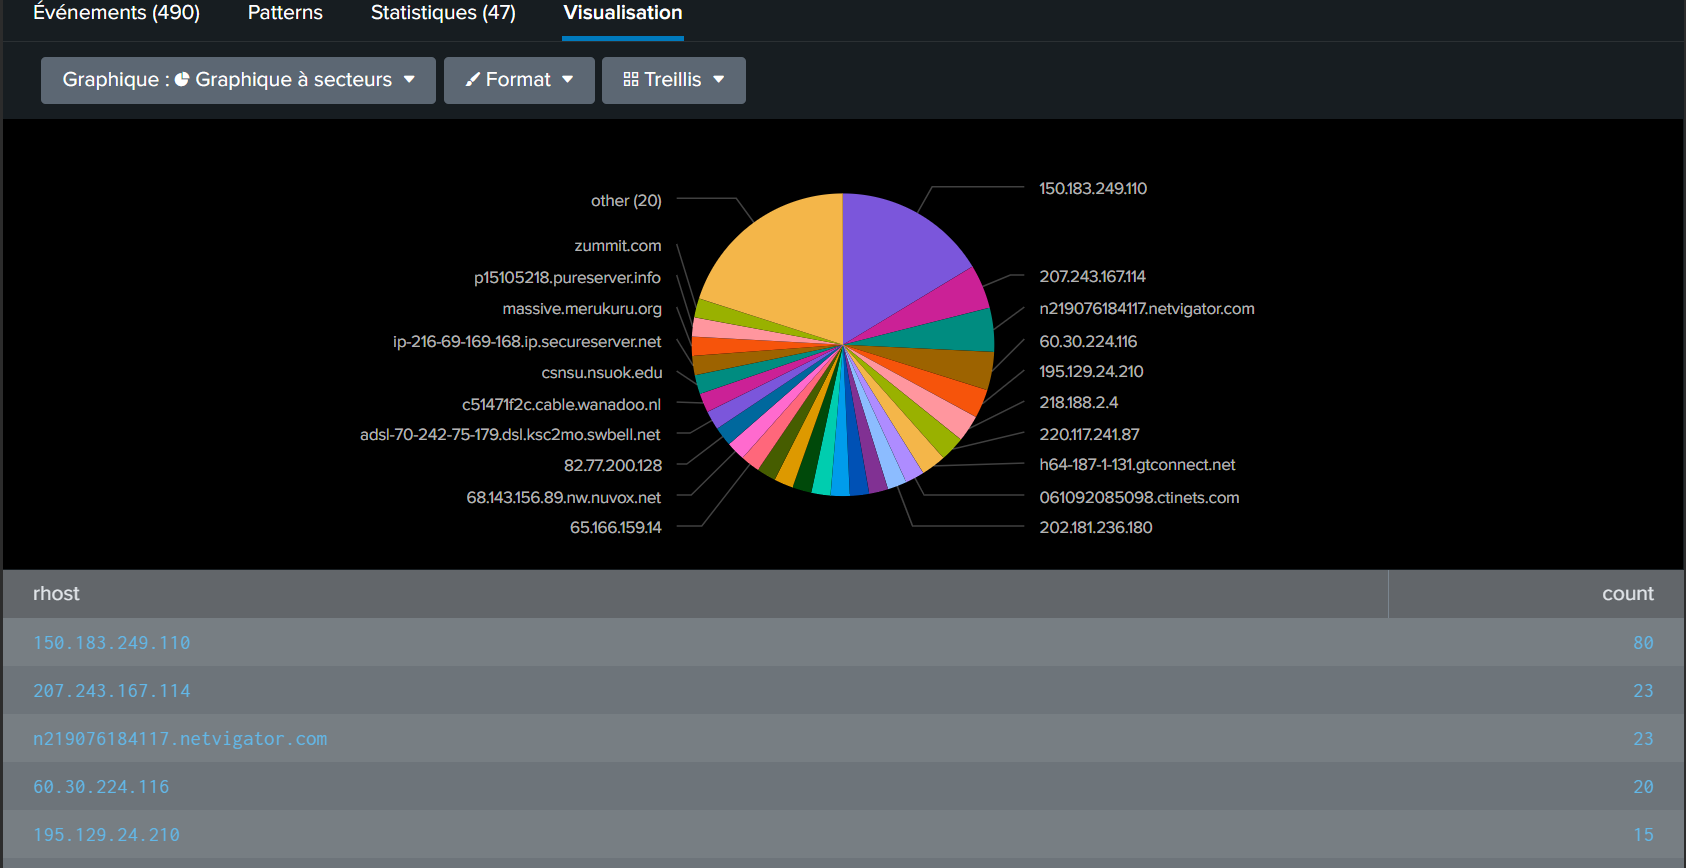 Événements (490) Patterns Statistiques (47) Visualisation
Graphique : Graphique à secteurs Format Treillis
other (20)
zummit.com
p15105218.pureserver.info
massive.merukuru.org
ip-216-69-169-168.ip.secureserver.net
csnsu.nsuok.edu
c51471f2c.cable.wanadoo.nl
adsl-70-242-75-179.dsl.ksc2mo.swbell.net
82.77.200.128
68.143.156.89.nw.nuvox.net
65.166.159.14
150.183.249.110
207.243.167.114
n219076184117.netvigator.com
60.30.224.116
195.129.24.210
218.188.2.4
220.117.241.87
h64-187-1-131.gtconnect.net
061092085098.ctinets.com
202.181.236.180
rhost count
150.183.249.110 80
207.243.167.114 23
n219076184117.netvigator.com 23
60.30.224.116 20
195.129.24.210 15